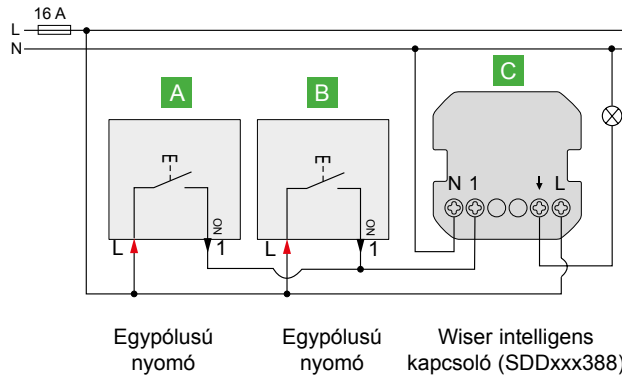 16 A
L
N
A
B
C
N 1 L
NO
NO
L 1
L 1
Egypólusú
nyomó
Egypólusú
nyomó
Wiser intelligens
kapcsoló (SDDxxx388)